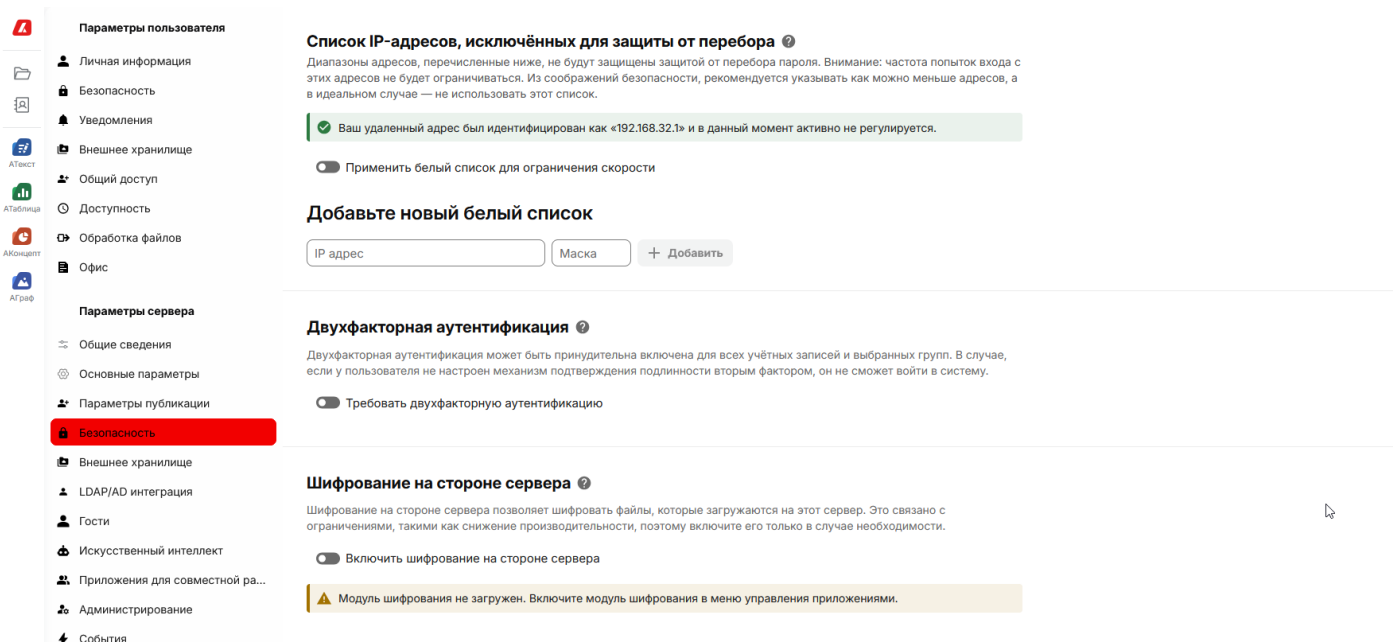 АТекст
АТаблица
АКонцепт
АГраф
Параметры пользователя
Личная информация
Безопасность
Уведомления
Внешнее хранилище
Общий доступ
Доступность
Обработка файлов
Офис
Параметры сервера
Общие сведения
Основные параметры
Параметры публикации
Безопасность
Внешнее хранилище
LDAP/AD интеграция
Гости
Искусственный интеллект
Приложения для совместной ра...
Администрирование
События
Список IP-адресов, исключённых для защиты от перебора
Диапазоны адресов, перечисленные ниже, не будут защищены защитой от перебора пароля. Внимание: частота попыток входа с
этих адресов не будет ограничиваться. Из соображений безопасности, рекомендуется указывать как можно меньше адресов, а
в идеальном случае — не использовать этот список.
Ваш удаленный адрес был идентифицирован как «192.168.32.1» и в данный момент активно не регулируется.
Применить белый список для ограничения скорости
Добавьте новый белый список
IP адрес
Маска
Добавить
Двухфакторная аутентификация
Двухфакторная аутентификация может быть принудительна включена для всех учётных записей и выбранных групп. В случае,
если у пользователя не настроен механизм подтверждения подлинности вторым фактором, он не сможет войти в систему.
Требовать двухфакторную аутентификацию
Шифрование на стороне сервера
Шифрование на стороне сервера позволяет шифровать файлы, которые загружаются на этот сервер. Это связано с
ограничениями, такими как снижение производительности, поэтому включите его только в случае необходимости.
Включить шифрование на стороне сервера
Модуль шифрования не загружен. Включите модуль шифрования в меню управления приложениями.